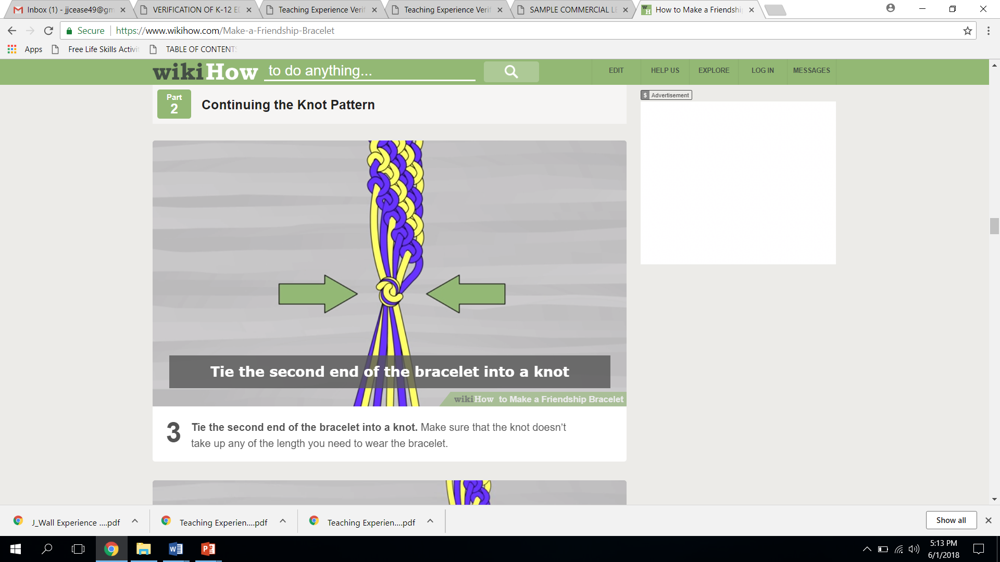 Inbox (1) - jjcease49@gm
VERIFICATION OF K-12 E
Teaching Experience Verif
Teaching Experience Verif
SAMPLE COMMERCIAL LE
How to Make a Friendshi
Secure
https://www.wikihow.com/Make-a-Friendship-Bracelet
Apps
Free Life Skills Activit
TABLE OF CONTENTS
wikiHow to do anything...
EDIT
HELP US
EXPLORE
LOG IN
MESSAGES
Part
2
Continuing the Knot Pattern
$ Advertisement
Tie the second end of the bracelet into a knot
wikiHow to Make a Friendship Bracelet
3
Tie the second end of the bracelet into a knot. Make sure that the knot doesn’t
take up any of the length you need to wear the bracelet.
J_Wall Experience ....pdf
Teaching Experien....pdf
Teaching Experien....pdf
Show all
5:13 PM
6/1/2018